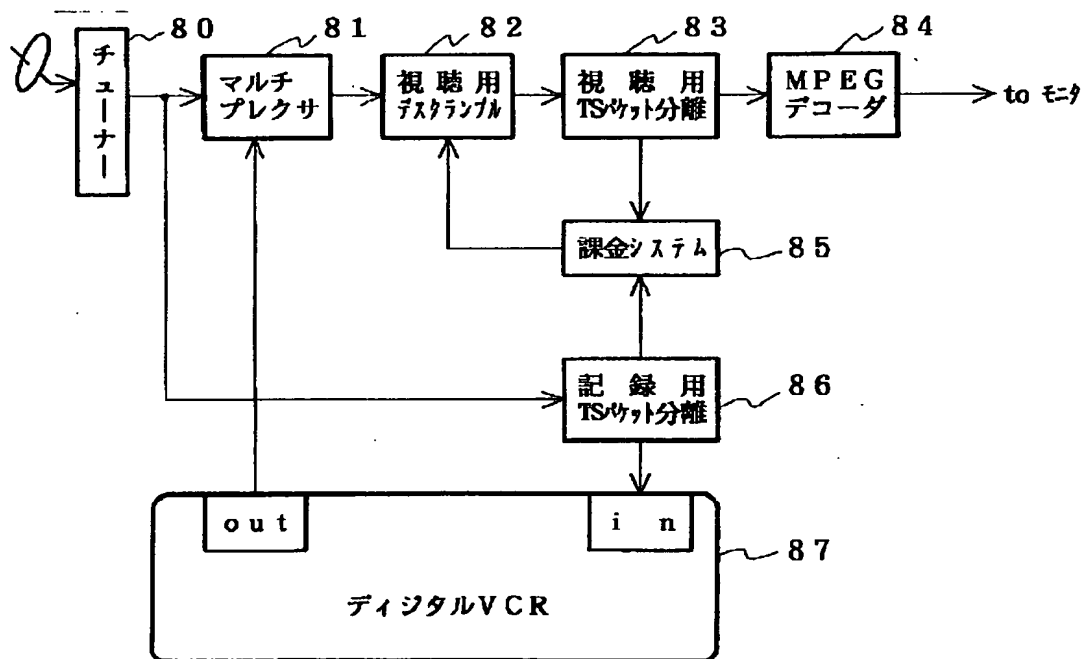 80
チューナー
81
マルチ
プレクサ
82
視聴用
デスクランブル
83
視聴用
TSパケット分離
84
MPEG
デコーダ
to モニタ
課金システム
85
記録用
TSパケット分離
86
out
in
87
ディジタルVCR